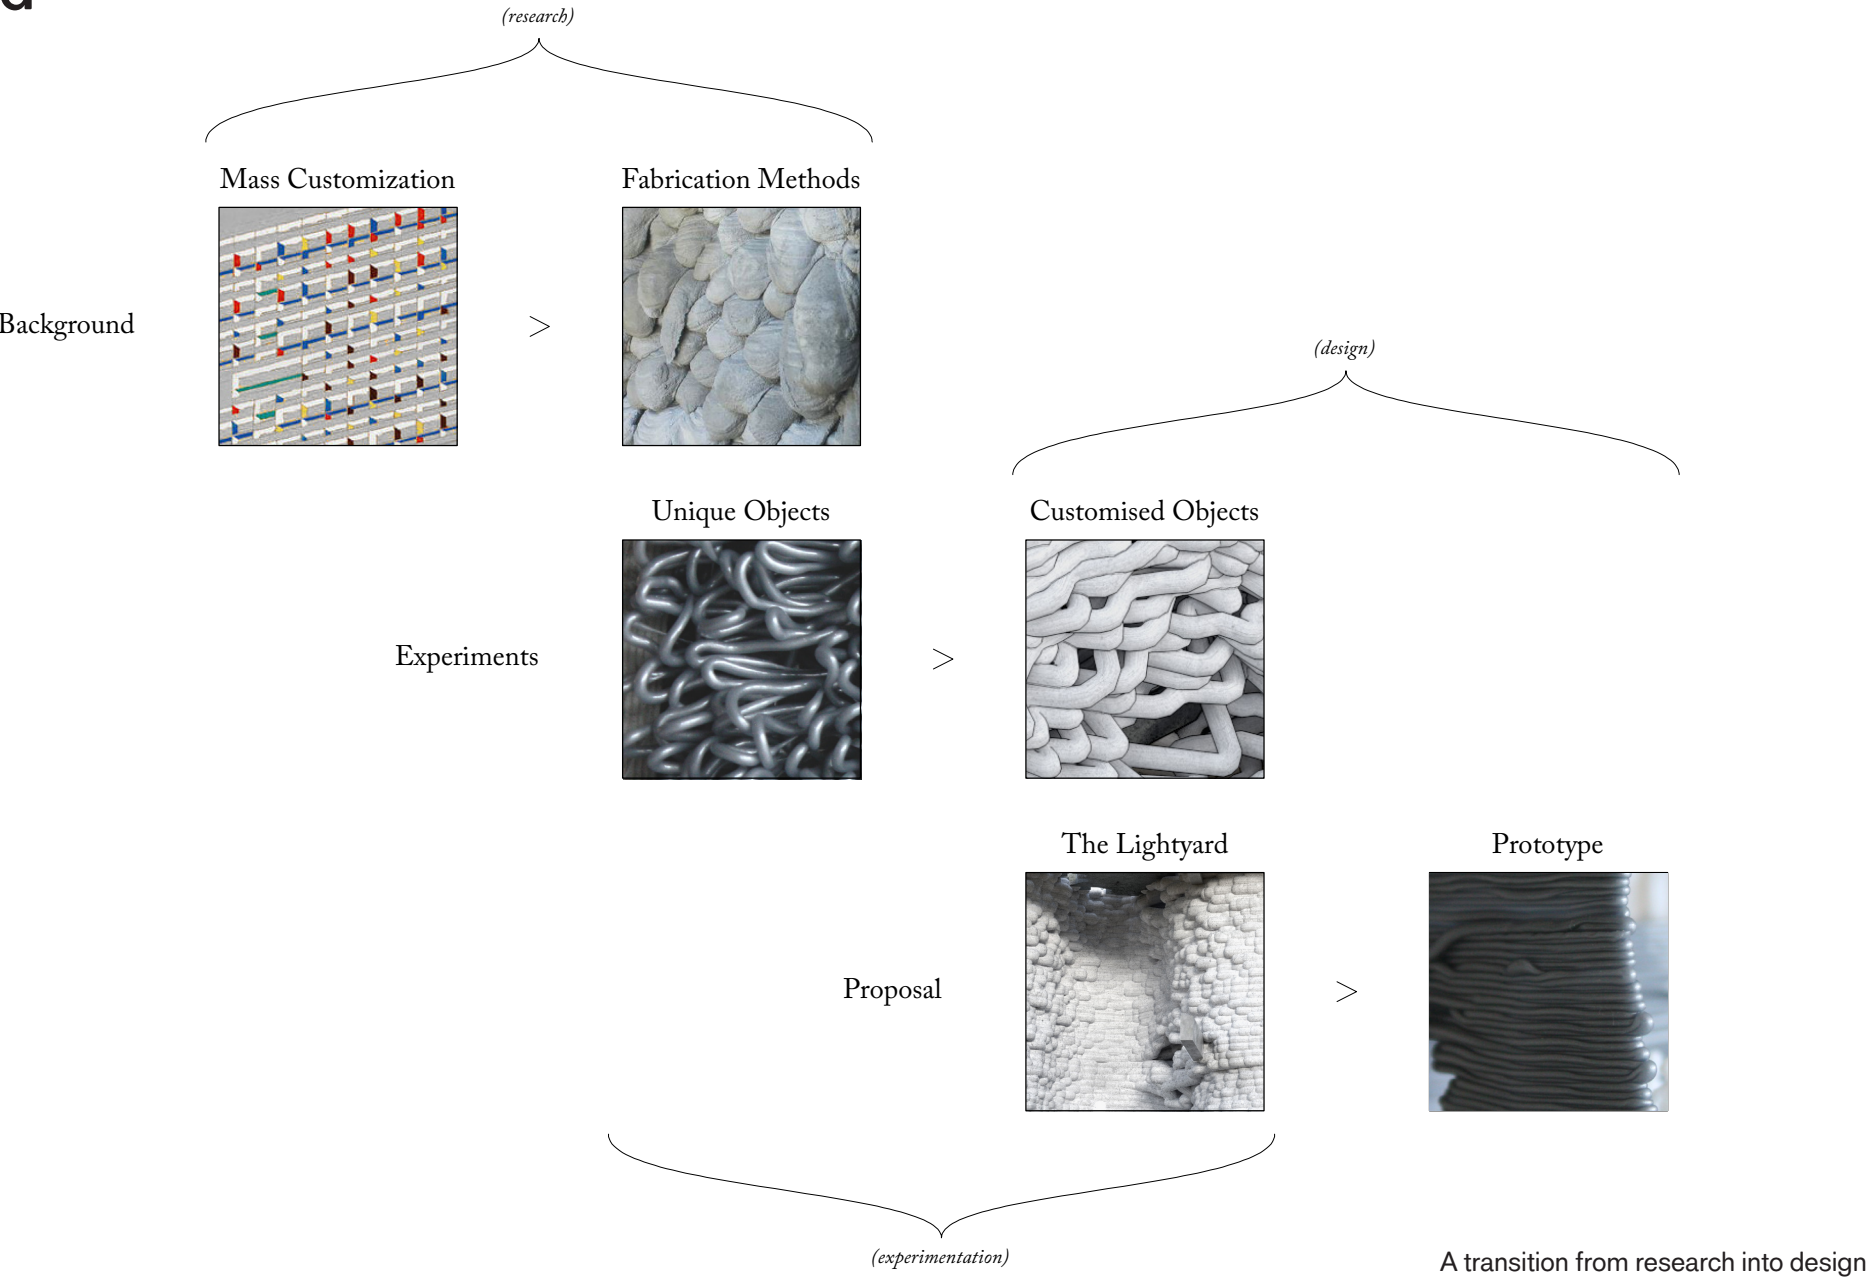 (research)
Mass Customization
Fabrication Methods
Background
>
(design)
Unique Objects
Customised Objects
Experiments
>
The Lightyard
Prototype
Proposal
>
(experimentation)
A transition from research into design